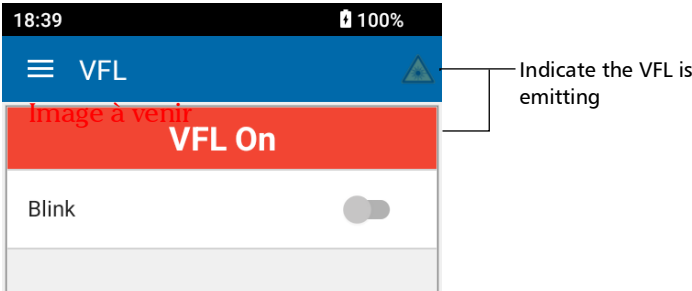 18:39 100%
VFL
Indicate the VFL is
emitting
Image à venir
VFL On
Blink